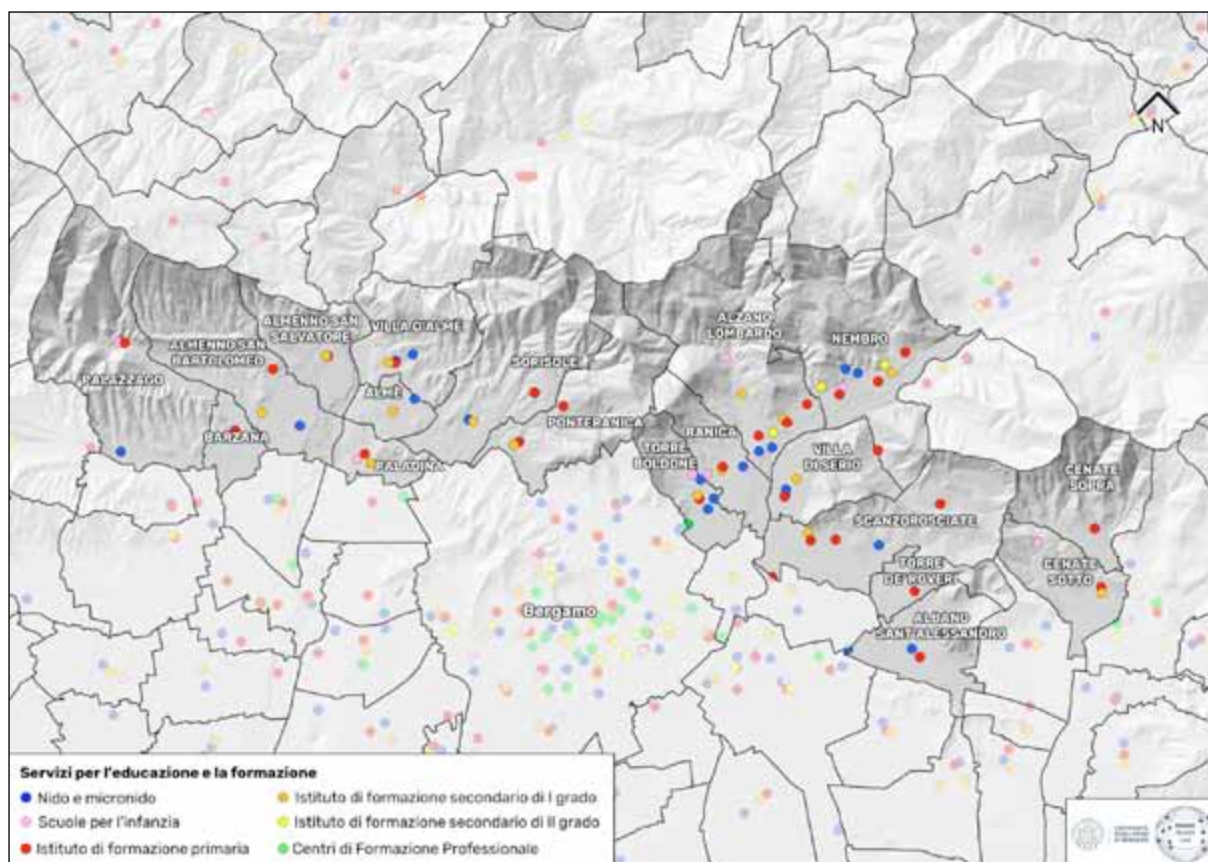 N
ALMENNO SAN
SALVATORE
VILLA D'ALMÈ
ALZANO
LOMBARDO
NEMBRO
ALMENNO SAN
BARTOLOMEO
SORISOLE
PALAZZAGO
ALMÈ
PONTERANICA
BARZANA
PALADINA
RANICA
TORRE
BOLDONE
VILLA
DI SERIO
CENATE
SOPRA
SCANZOROSCIATE
TORRE
DE' ROVERI
CENATE
SOTTO
Bergamo
ALBANO
SANT'ALESSANDRO
Servizi per l'educazione e la formazione
Nido e micronido
Scuole per l'infanzia
Istituto di formazione primaria
Istituto di formazione secondario di I grado
Istituto di formazione secondario di II grado
Centri di Formazione Professionale